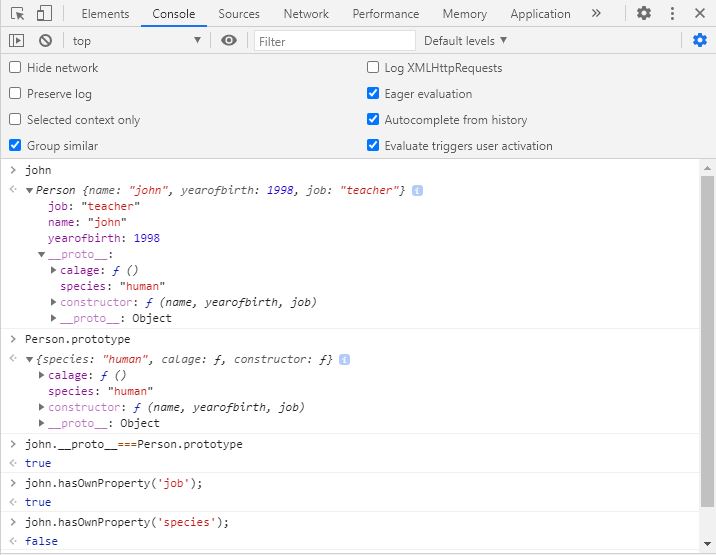 Elements Console Sources Network Performance Memory Application »
top Filter Default levels
Hide network Log XMLHttpRequests
Preserve log Eager evaluation
Selected context only Autocomplete from history
Group similar Evaluate triggers user activation
john
Person {name: "john", yearofbirth: 1998, job: "teacher"}
job: "teacher"
name: "john"
yearofbirth: 1998
__proto__:
calage: ƒ ()
species: "human"
constructor: ƒ (name, yearofbirth, job)
__proto__: Object
Person.prototype
{species: "human", calage: ƒ, constructor: ƒ}
calage: ƒ ()
species: "human"
constructor: ƒ (name, yearofbirth, job)
__proto__: Object
john.__proto__===Person.prototype
true
john.hasOwnProperty('job');
true
john.hasOwnProperty('species');
false